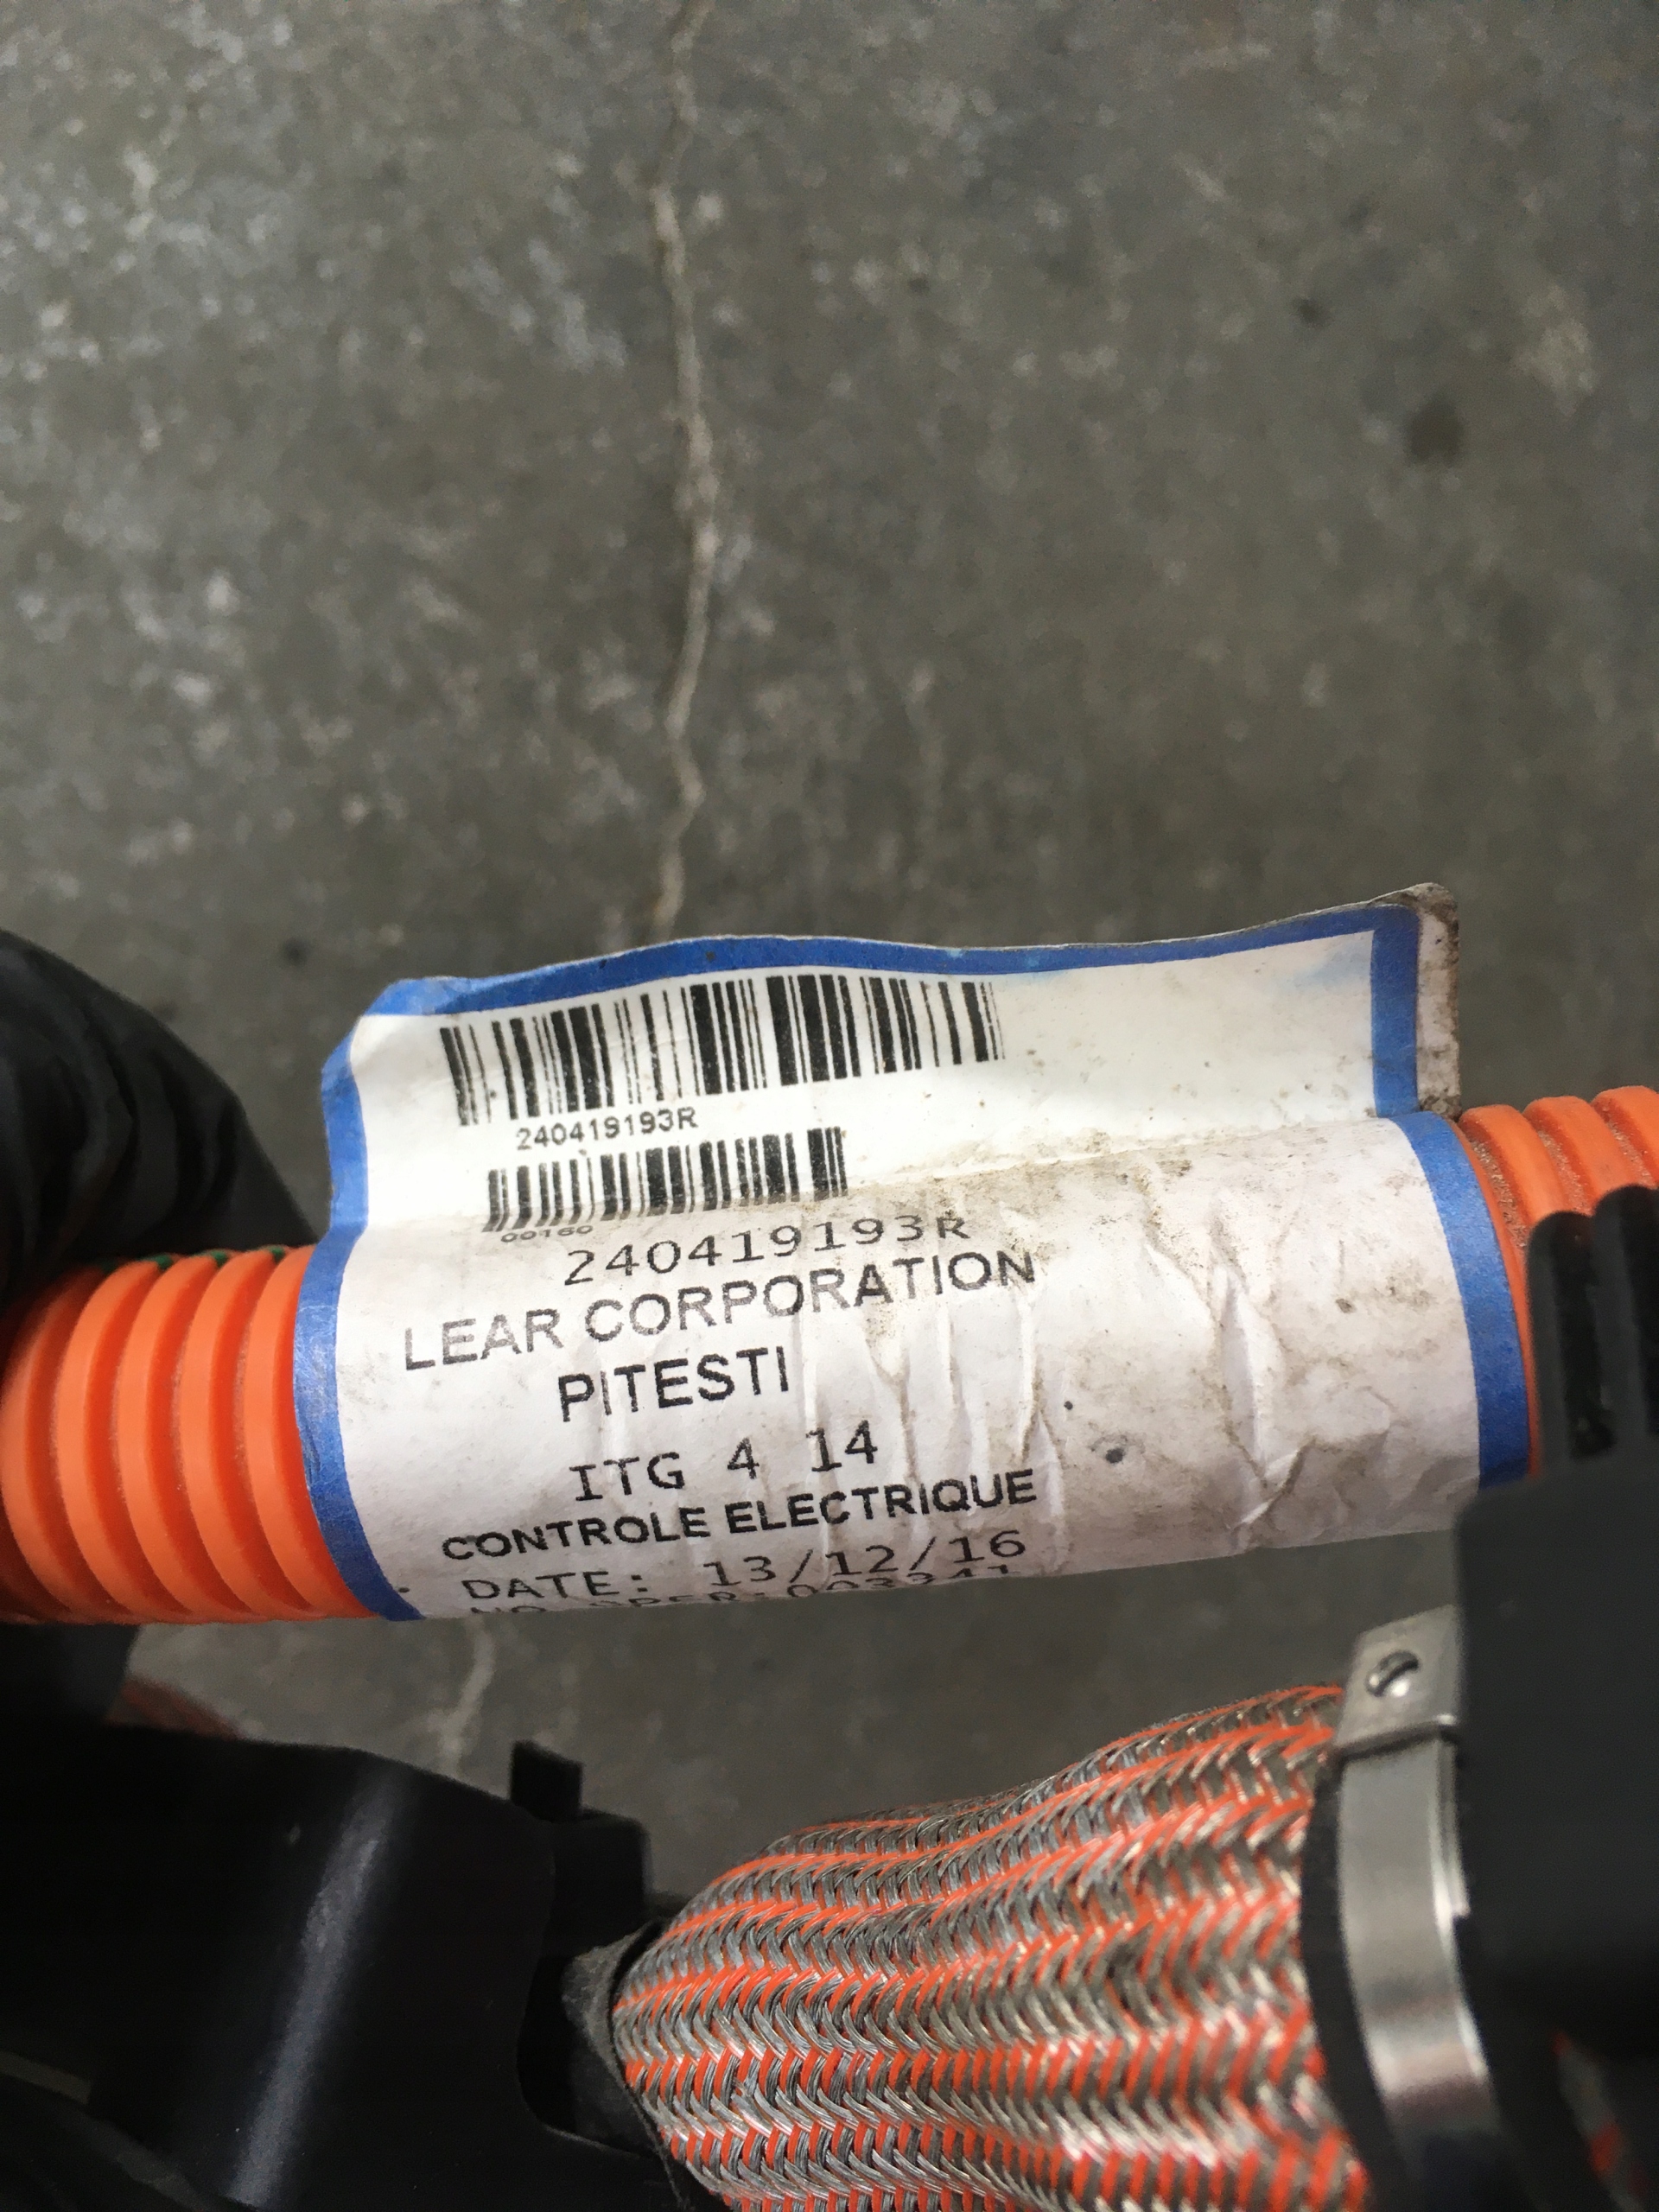 240419193R
00160
240419193R
LEAR CORPORATION
PITESTI
ITG 4 14
CONTROLE ELECTRIQUE
DATE: 13/12/16